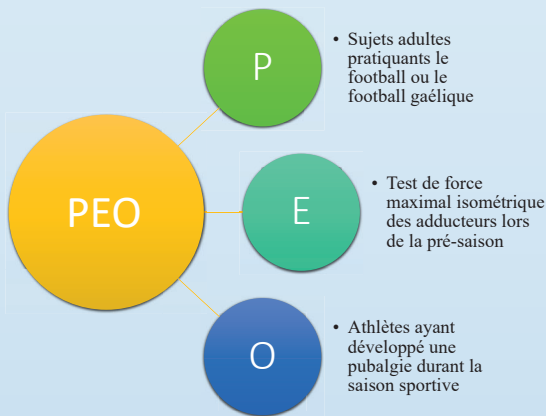 PEO
P
• Sujets adultes
pratiquants le
football ou le
football gaélique
E
• Test de force
maximal isométrique
des adducteurs lors
de la pré-saison
O
• Athlètes ayant
développé une
pubalgie durant la
saison sportive